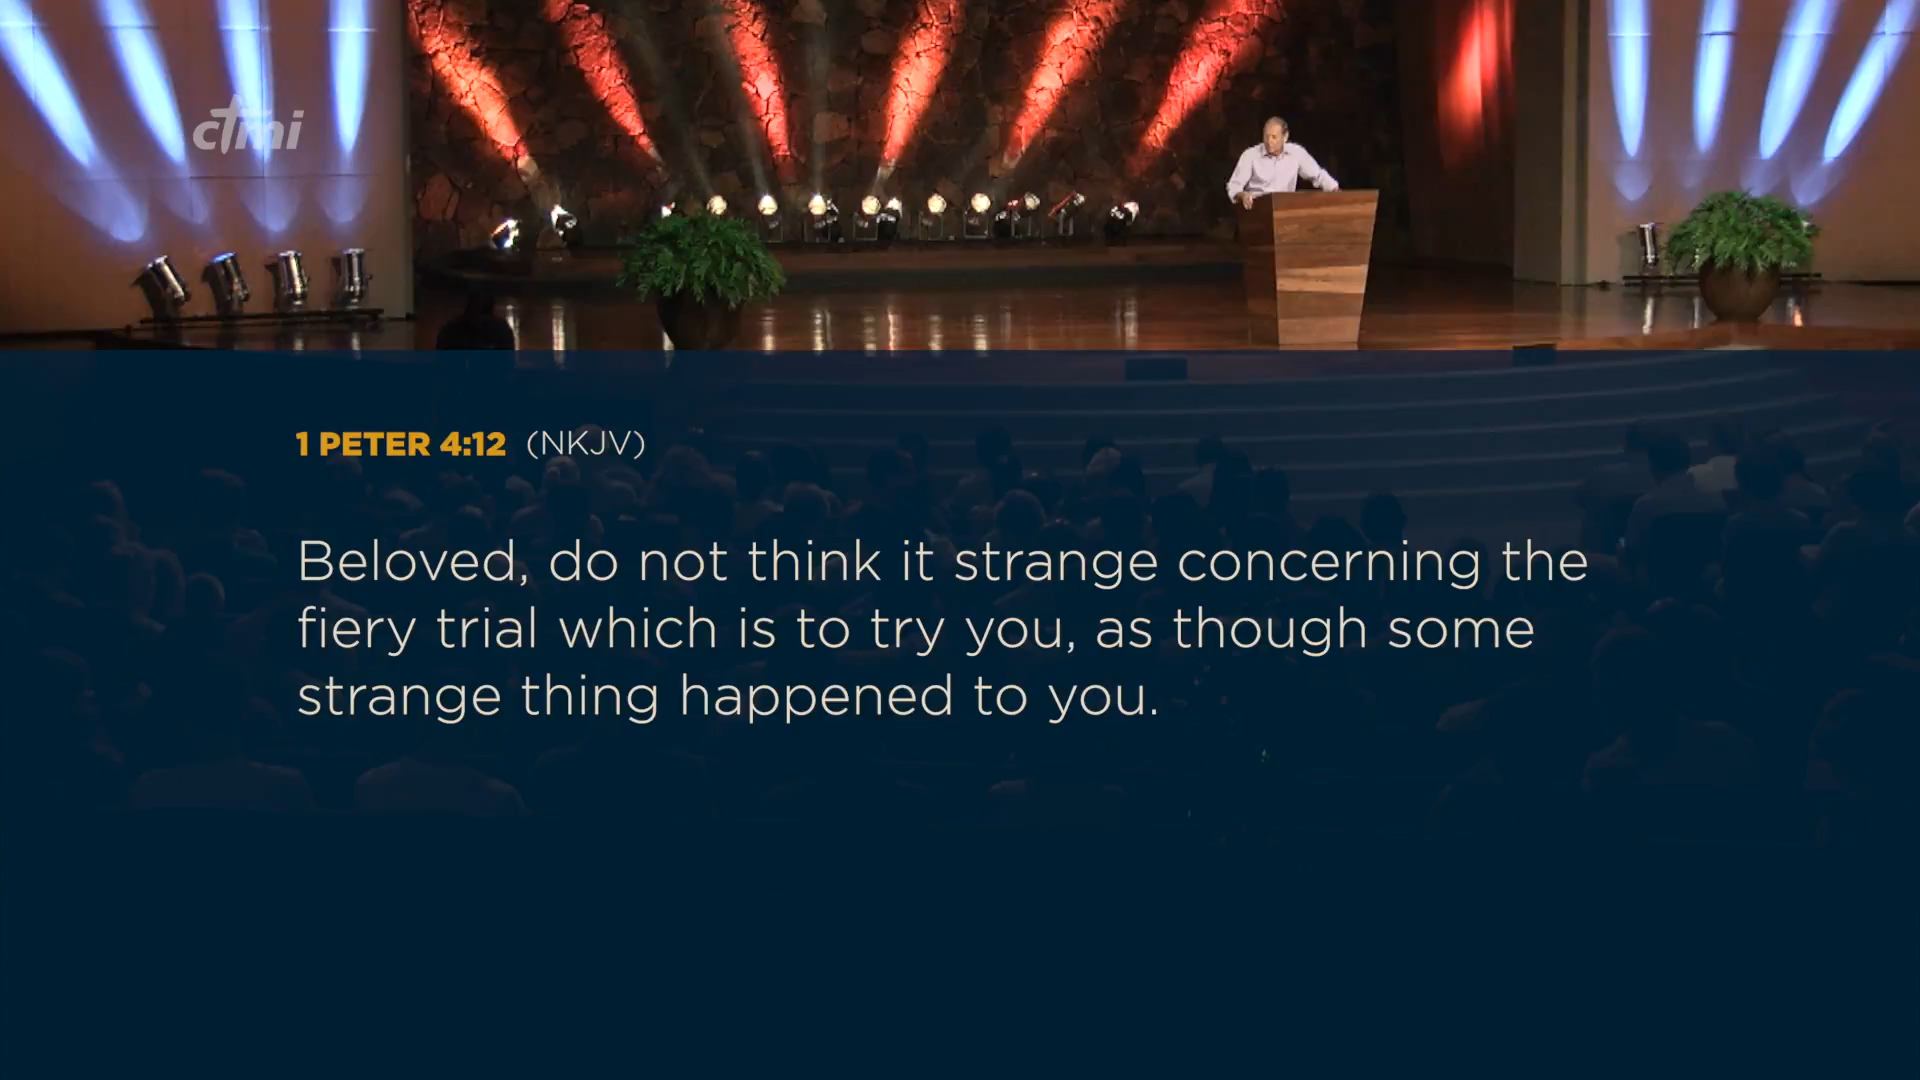 ctmi
1 PETER 4:12 (NKJV)
Beloved, do not think it strange concerning the
fiery trial which is to try you, as though some
strange thing happened to you.